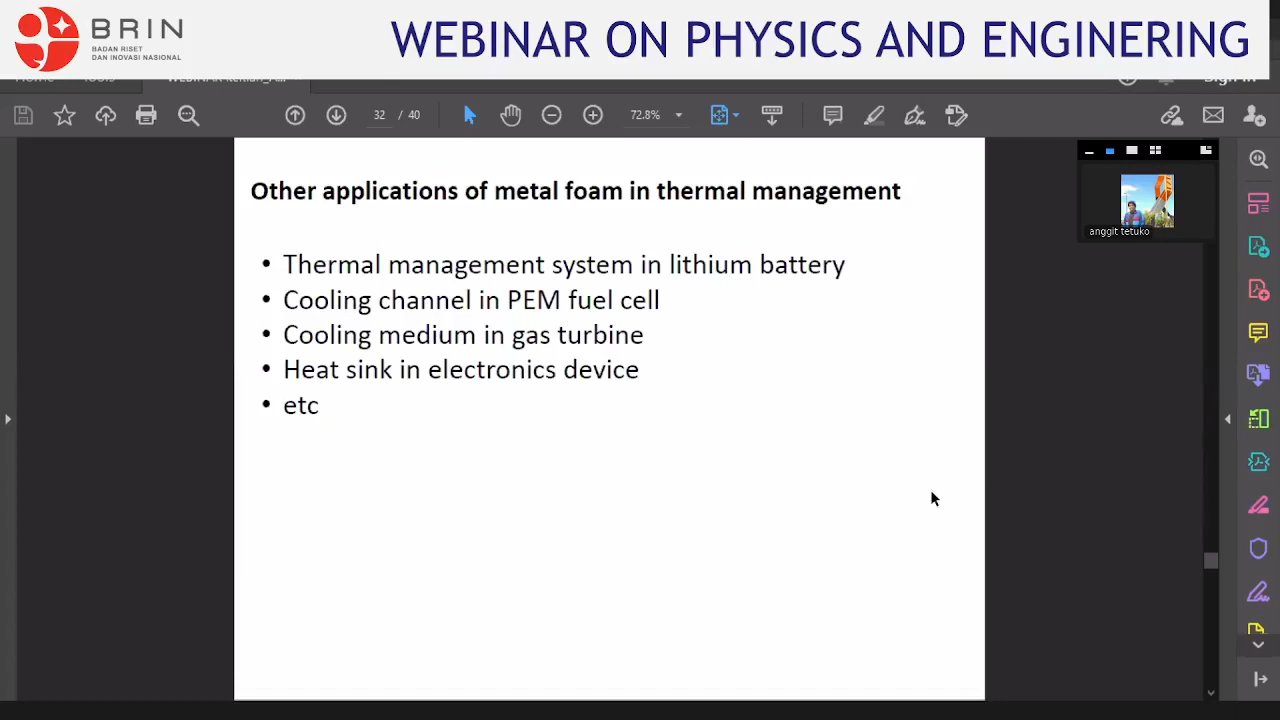 BRIN
BADAN RISET
DAN INOVASI NASIONAL
WEBINAR ON PHYSICS AND ENGINERING
32 / 40
72.8%
Other applications of metal foam in thermal management
• Thermal management system in lithium battery
• Cooling channel in PEM fuel cell
• Cooling medium in gas turbine
• Heat sink in electronics device
• etc
anggit tetuko